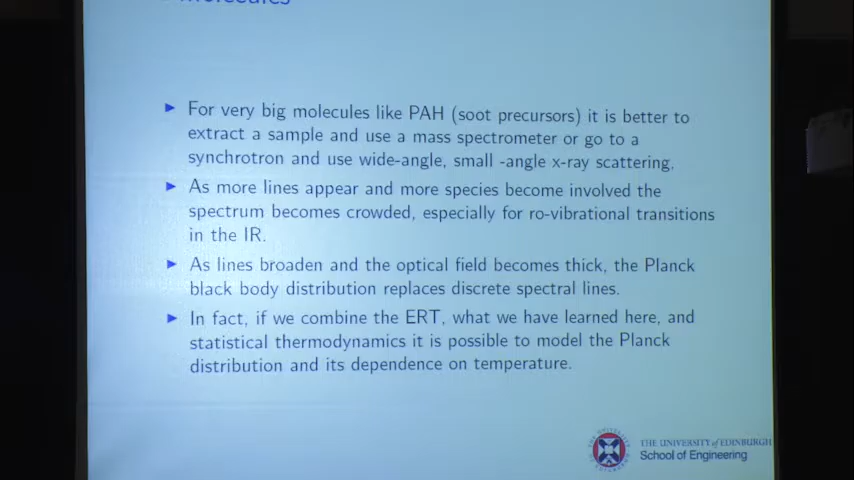 Molecules
For very big molecules like PAH (soot precursors) it is better to
extract a sample and use a mass spectrometer or go to a
synchrotron and use wide-angle, small -angle x-ray scattering.
As more lines appear and more species become involved the
spectrum becomes crowded, especially for ro-vibrational transitions
in the IR.
As lines broaden and the optical field becomes thick, the Planck
black body distribution replaces discrete spectral lines.
In fact, if we combine the ERT, what we have learned here, and
statistical thermodynamics it is possible to model the Planck
distribution and its dependence on temperature.
THE UNIVERSITY of EDINBURGH
School of Engineering